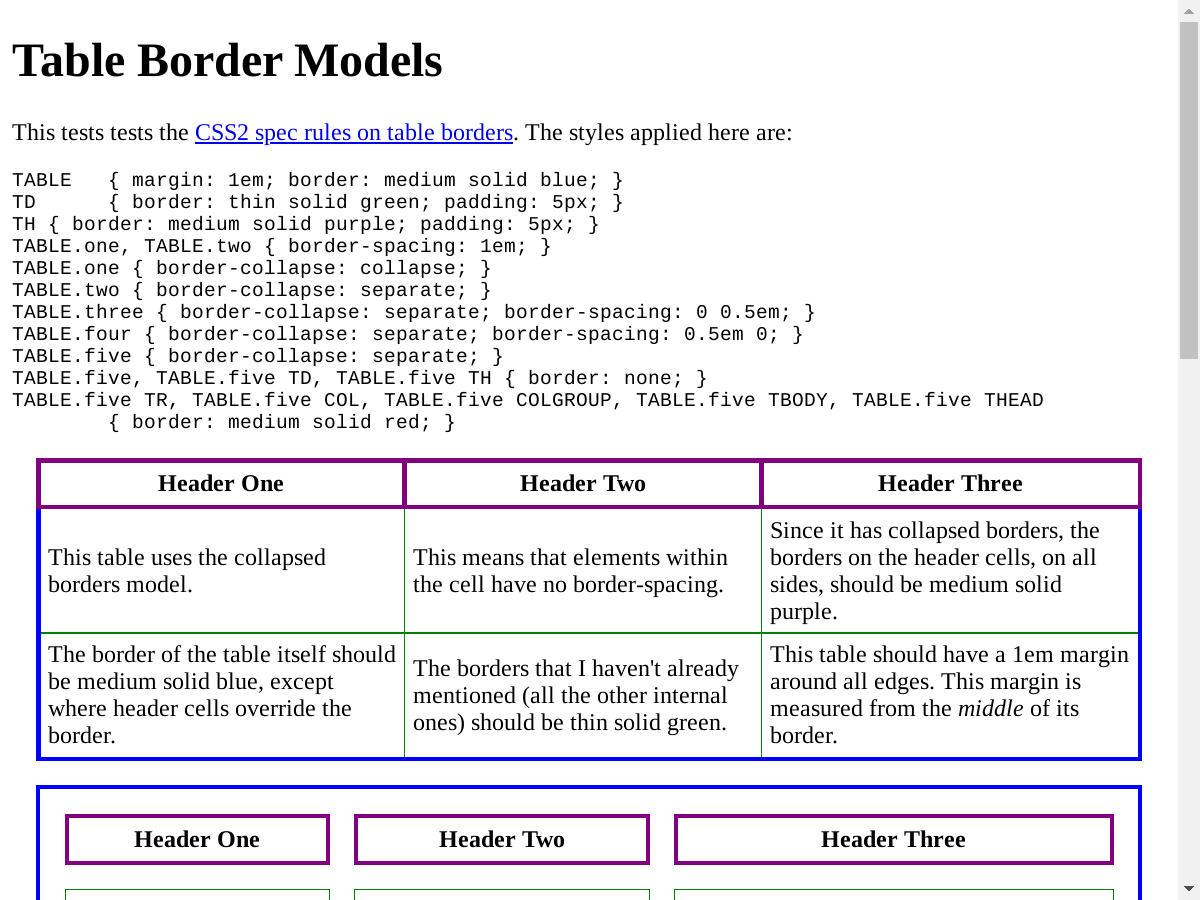 Table Border Models
This tests tests the CSS2 spec rules on table borders. The styles applied here are:
TABLE   { margin: 1em; border: medium solid blue; }
TD      { border: thin solid green; padding: 5px; }
TH { border: medium solid purple; padding: 5px; }
TABLE.one, TABLE.two { border-spacing: 1em; }
TABLE.one { border-collapse: collapse; }
TABLE.two { border-collapse: separate; }
TABLE.three { border-collapse: separate; border-spacing: 0 0.5em; }
TABLE.four { border-collapse: separate; border-spacing: 0.5em 0; }
TABLE.five { border-collapse: separate; }
TABLE.five, TABLE.five TD, TABLE.five TH { border: none; }
TABLE.five TR, TABLE.five COL, TABLE.five COLGROUP, TABLE.five TBODY, TABLE.five THEAD
        { border: medium solid red; }
Header One
Header Two
Header Three
This table uses the collapsed
borders model.
This means that elements within
the cell have no border-spacing.
Since it has collapsed borders, the
borders on the header cells, on all
sides, should be medium solid
purple.
The border of the table itself should
be medium solid blue, except
where header cells override the
border.
The borders that I haven't already
mentioned (all the other internal
ones) should be thin solid green.
This table should have a 1em margin
around all edges. This margin is
measured from the middle of its
border.
Header One
Header Two
Header Three